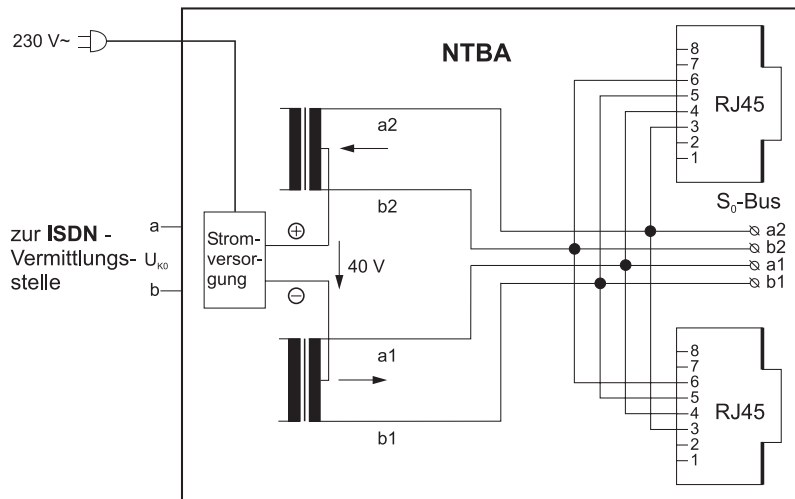 230 V~
NTBA
8
7
6
5
4
3
2
1
RJ45
a2
b2
S₀-Bus
a2
b2
a1
b1
zur ISDN -
Vermittlungs-
stelle
a
U_K0
b
Strom-
versor-
gung
+
−
40 V
a1
b1
8
7
6
5
4
3
2
1
RJ45